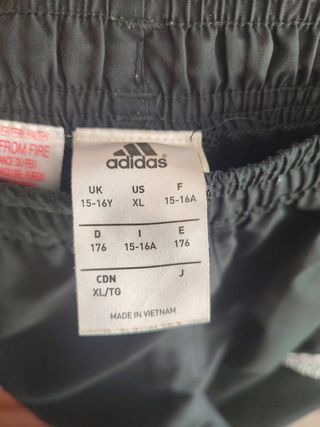 FROM FIRE
adidas
UK US F
15-16Y XL 15-16A
D I E
176 15-16A 176
CDN J
XL/TG
MADE IN VIETNAM